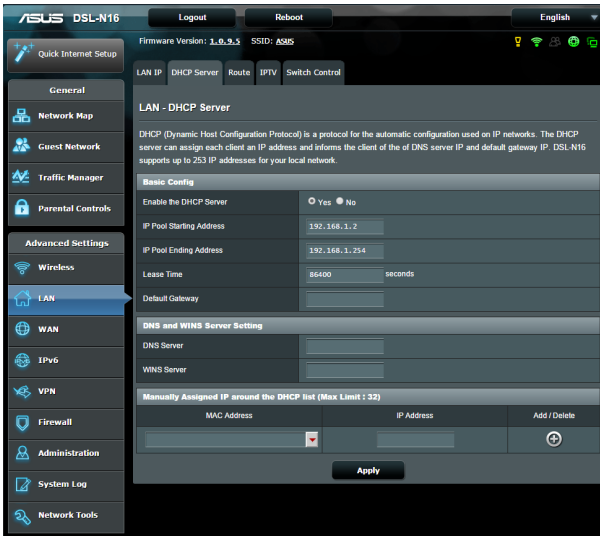 ASUS DSL-N16
Logout
Reboot
English
Quick Internet Setup
Firmware Version: 1.0.9.5 SSID: ASUS
LAN IP
DHCP Server
Route
IPTV
Switch Control
General
Network Map
Guest Network
Traffic Manager
Parental Controls
Advanced Settings
Wireless
LAN
WAN
IPv6
VPN
Firewall
Administration
System Log
Network Tools
LAN - DHCP Server
DHCP (Dynamic Host Configuration Protocol) is a protocol for the automatic configuration used on IP networks. The DHCP
server can assign each client an IP address and informs the client of the of DNS server IP and default gateway IP. DSL-N16
supports up to 253 IP addresses for your local network.
Basic Config
Enable the DHCP Server
Yes No
IP Pool Starting Address
192.168.1.2
IP Pool Ending Address
192.168.1.254
Lease Time
86400 seconds
Default Gateway
DNS and WINS Server Setting
DNS Server
WINS Server
Manually Assigned IP around the DHCP list (Max Limit : 32)
MAC Address
IP Address
Add / Delete
Apply